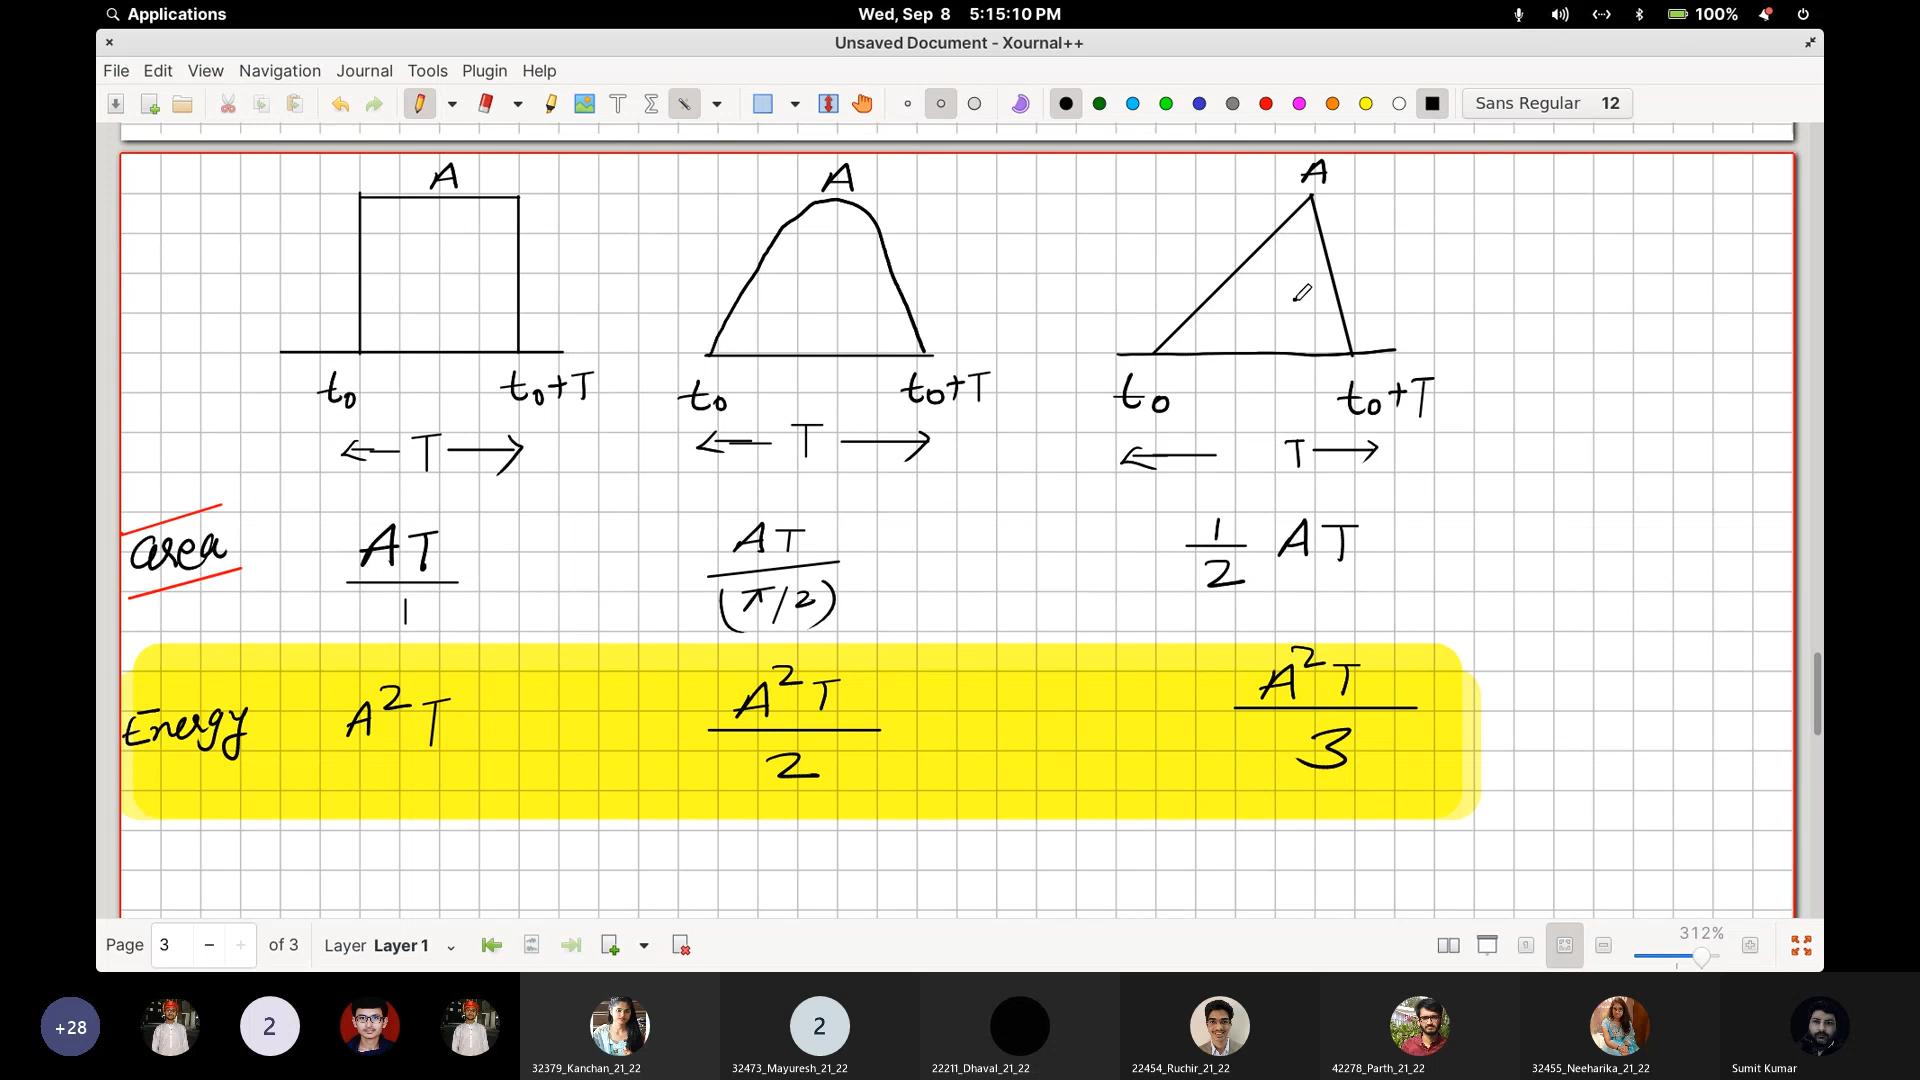 Applications
Wed, Sep 8 5:15:10 PM
100%
Unsaved Document - Xournal++
File Edit View Navigation Journal Tools Plugin Help
Sans Regular 12
A A A
t₀ t₀+T t₀ t₀+T t₀ t₀+T
← T → ← T → ← T →
area AT/1 AT/(π/2) 1/2 AT
Energy A²T A²T/2 A²T/3
Page 3 of 3 Layer Layer 1 312%
+28 2 2
32379_Kanchan_21_22 32473_Mayuresh_21_22 22211_Dhaval_21_22 22454_Ruchir_21_22 42278_Parth_21_22 32455_Neeharika_21_22 Sumit Kumar